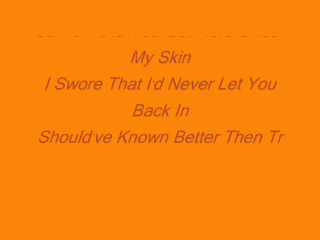 My Skin
I Swore That I'd Never Let You
Back In
Should've Known Better Then Tr